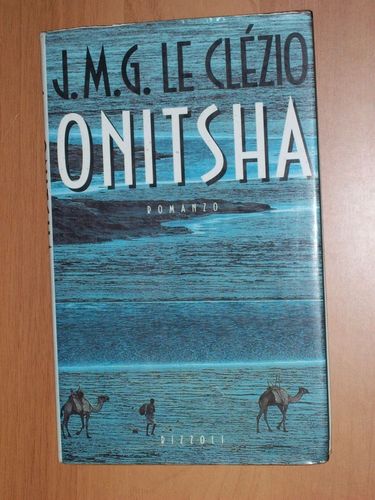 J.M.G. LE CLÉZIO
ONITSHA
ROMANZO
RIZZOLI